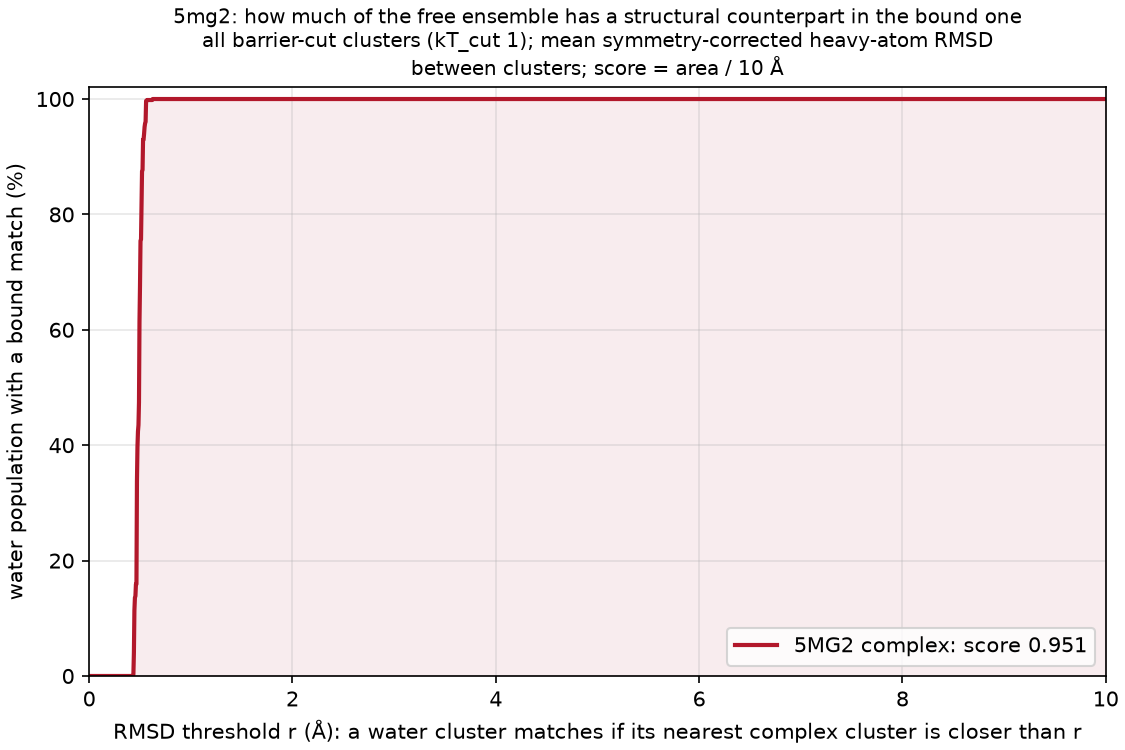 5mg2: how much of the free ensemble has a structural counterpart in the bound one
all barrier-cut clusters (kT_cut 1); mean symmetry-corrected heavy-atom RMSD
between clusters; score = area / 10 Å
water population with a bound match (%)
100
80
60
40
20
0
5MG2 complex: score 0.951
0 2 4 6 8 10
RMSD threshold r (Å): a water cluster matches if its nearest complex cluster is closer than r